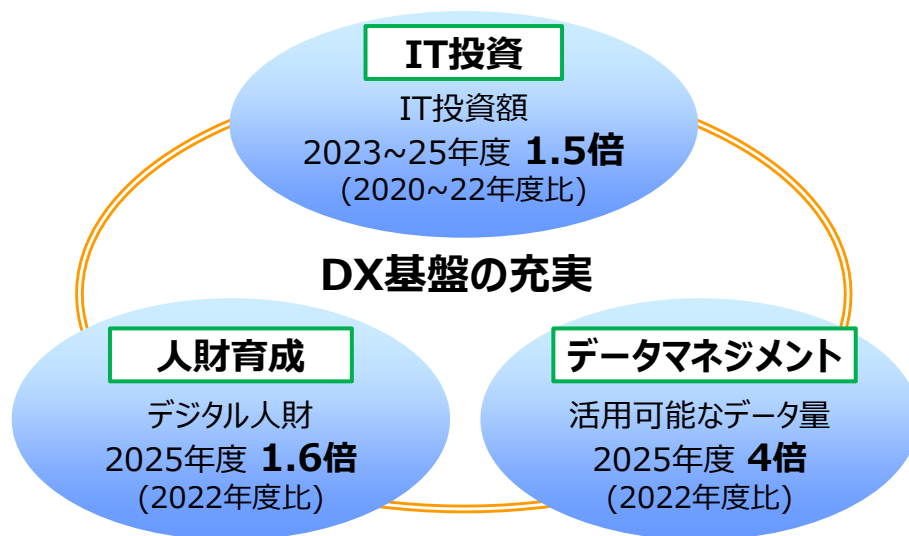 IT投資
IT投資額
2023~25年度 1.5倍
(2020~22年度比)
DX基盤の充実
人財育成
デジタル人財
2025年度 1.6倍
(2022年度比)
データマネジメント
活用可能なデータ量
2025年度 4倍
(2022年度比)